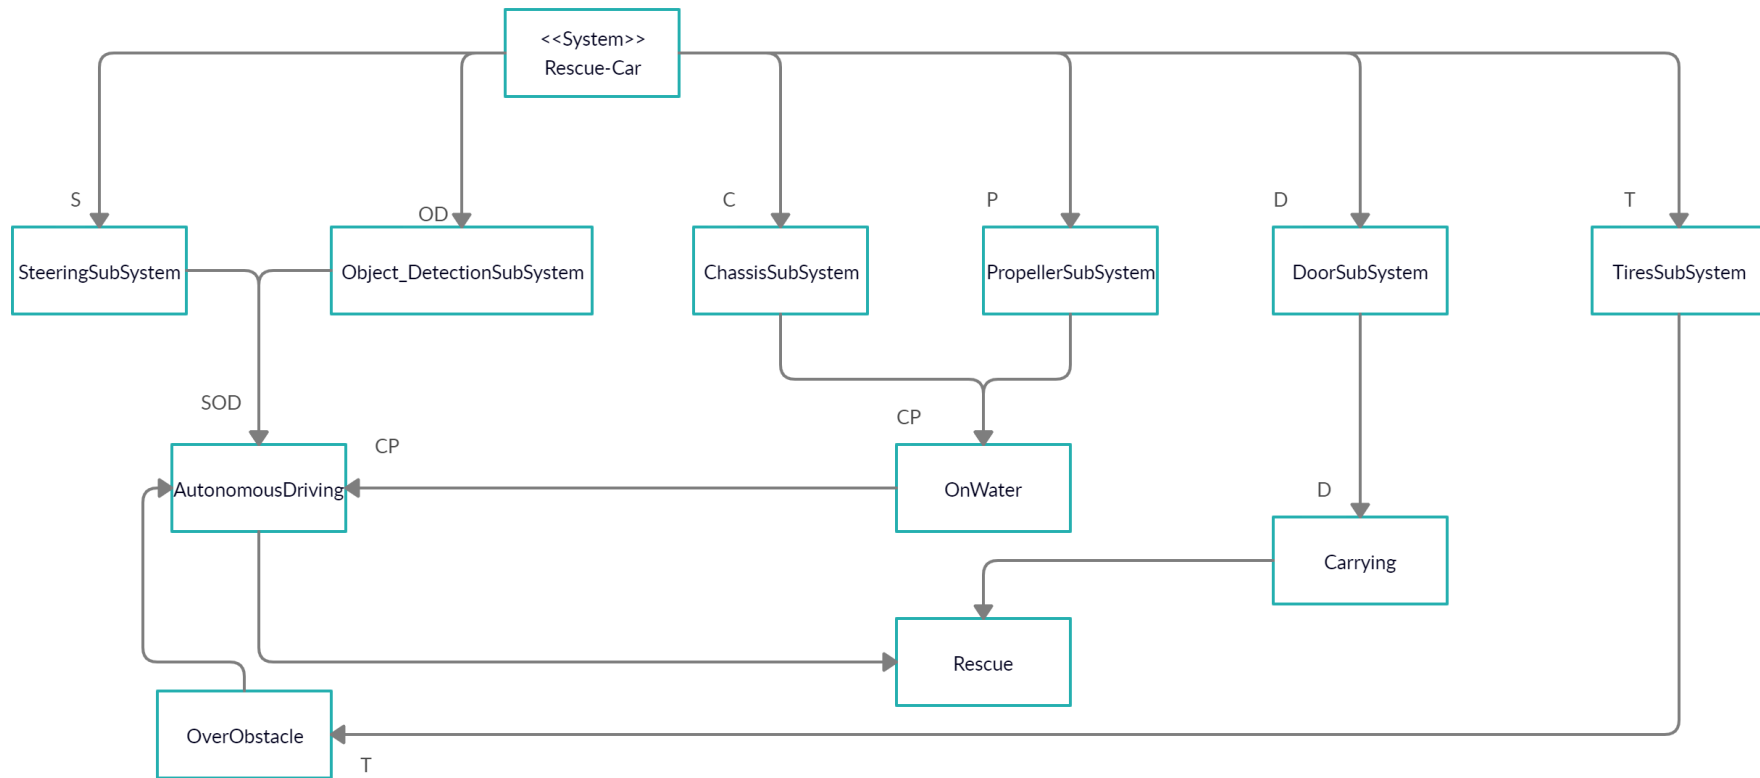 <<System>>
Rescue-Car
S
OD
C
P
D
T
SteeringSubSystem
Object_DetectionSubSystem
ChassisSubSystem
PropellerSubSystem
DoorSubSystem
TiresSubSystem
SOD
CP
CP
AutonomousDriving
OnWater
D
Carrying
Rescue
OverObstacle
T